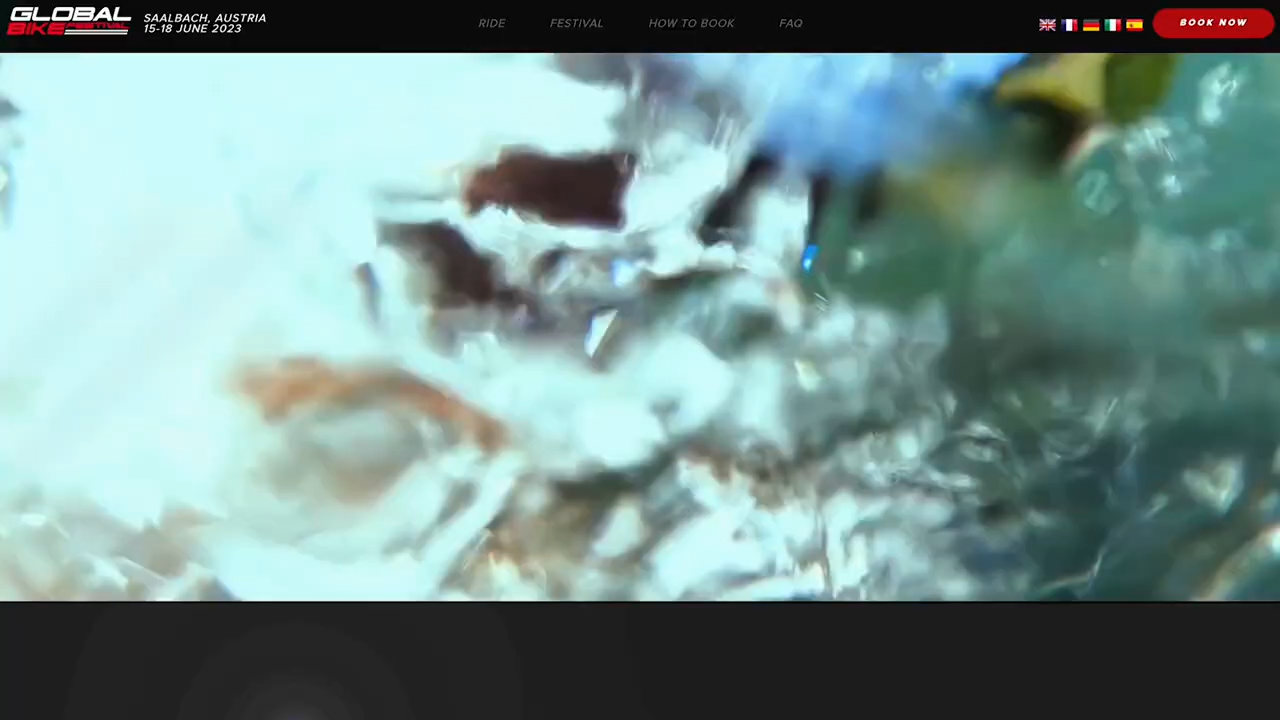 GLOBAL
BIKE FESTIVAL
SAALBACH, AUSTRIA
15-18 JUNE 2023
RIDE
FESTIVAL
HOW TO BOOK
FAQ
BOOK NOW